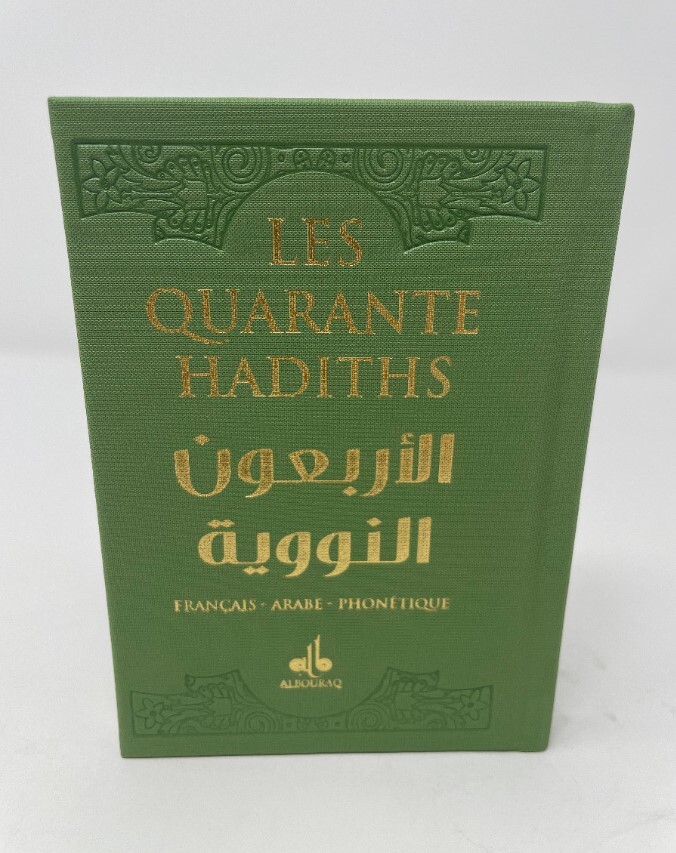 LES
QUARANTE
HADITHS
الأربعون
النووية
FRANÇAIS - ARABE - PHONÉTIQUE
ALBOURAQ